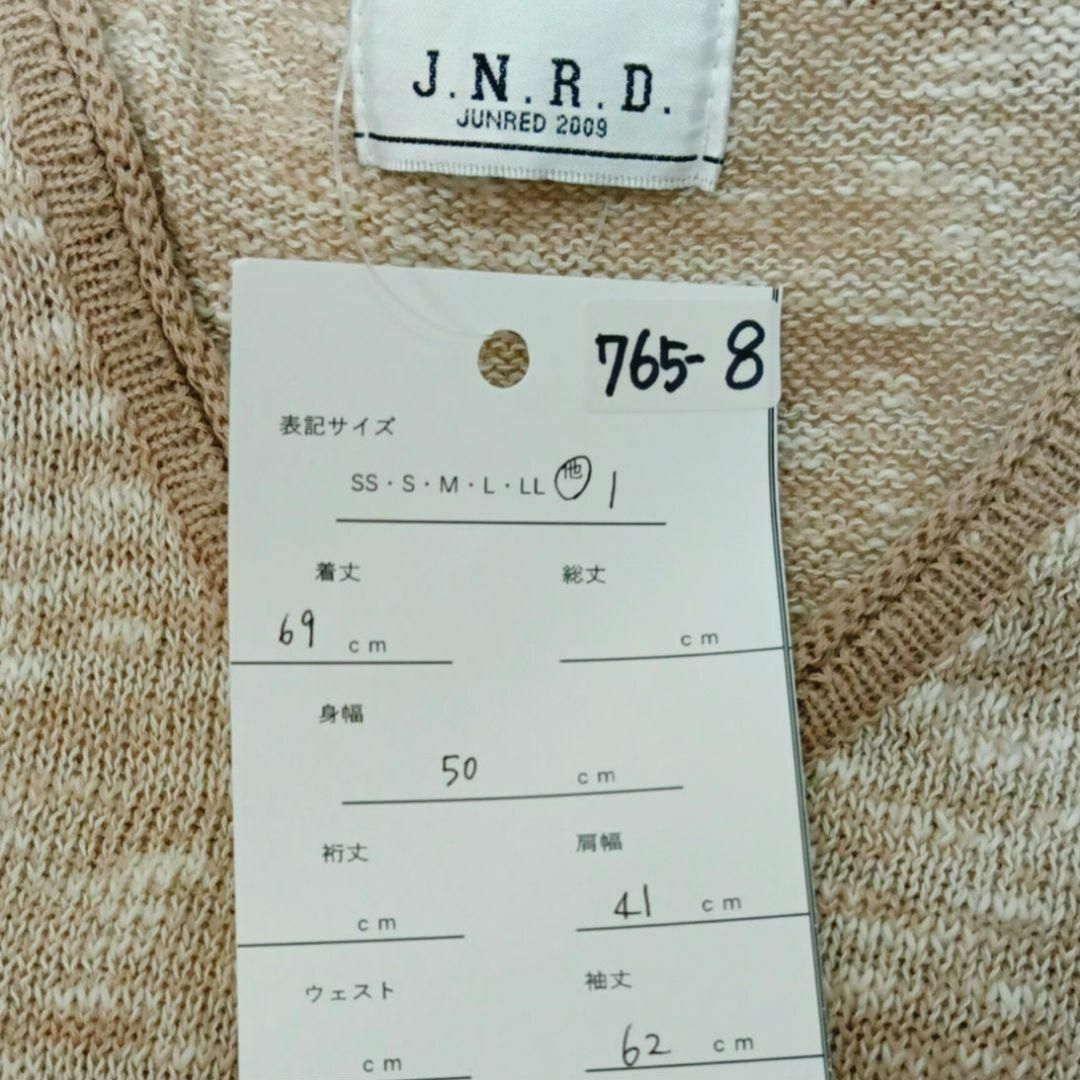 J.N.R.D.
JUNRED 2009
765-8
表記サイズ
SS・S・M・L・LL 他 1
着丈
69 cm
総丈
cm
身幅
50 cm
裄丈
cm
肩幅
41 cm
ウェスト
cm
袖丈
62 cm